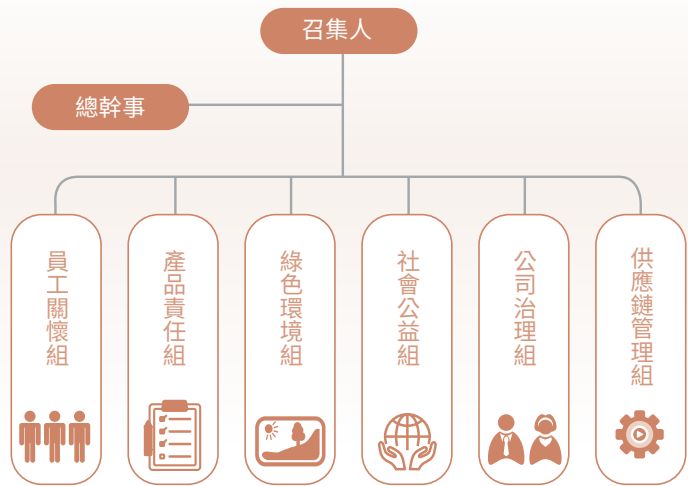 召集人
總幹事
員工關懷組
產品責任組
綠色環境組
社會公益組
公司治理組
供應鏈管理組